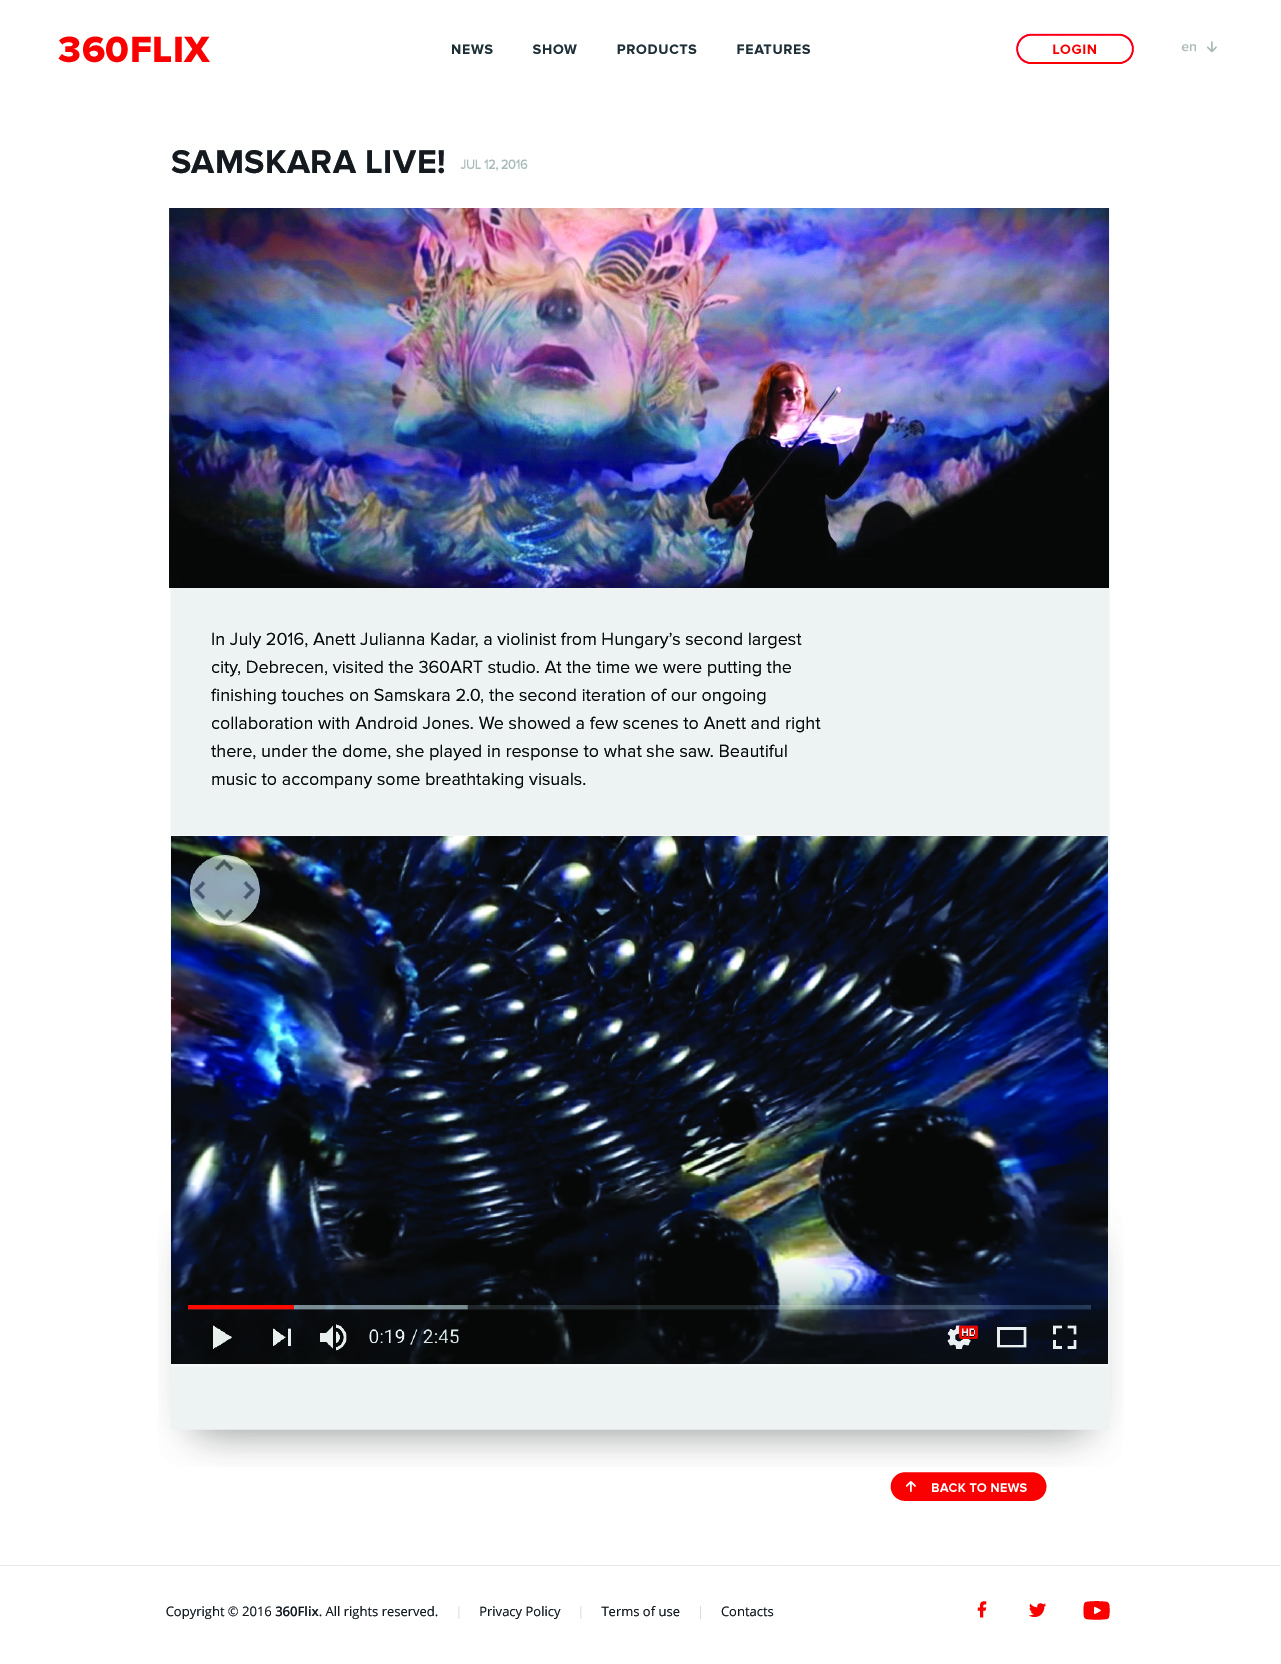 360FLIX
NEWS SHOW PRODUCTS FEATURES
LOGIN
en
SAMSKARA LIVE! JUL 12, 2016
In July 2016, Anett Julianna Kadar, a violinist from Hungary’s second largest
city, Debrecen, visited the 360ART studio. At the time we were putting the
finishing touches on Samskara 2.0, the second iteration of our ongoing
collaboration with Android Jones. We showed a few scenes to Anett and right
there, under the dome, she played in response to what she saw. Beautiful
music to accompany some breathtaking visuals.
0:19 / 2:45
HD
BACK TO NEWS
Copyright © 2016 360Flix. All rights reserved. | Privacy Policy | Terms of use | Contacts